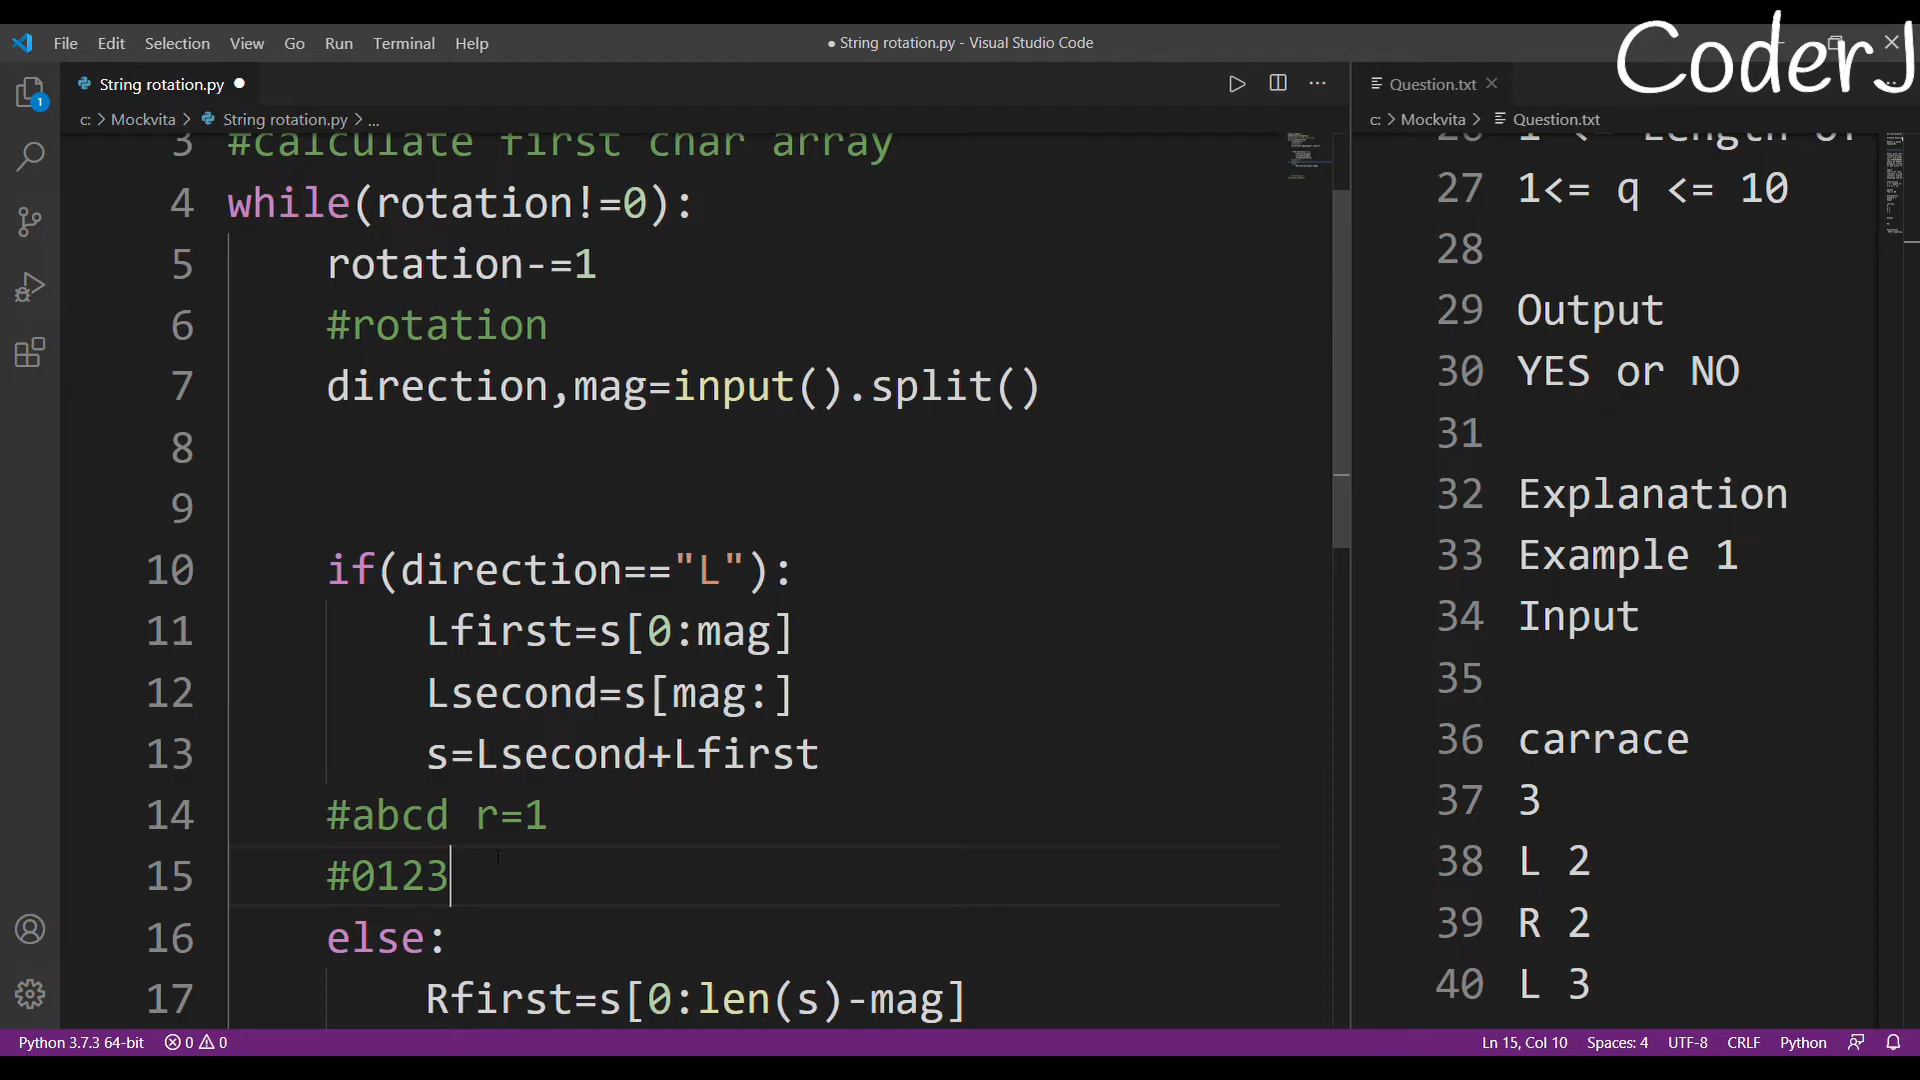 CoderJ
File Edit Selection View Go Run Terminal Help
● String rotation.py - Visual Studio Code
1
String rotation.py ●
c: > Mockvita > String rotation.py > ...
3 #calculate first char array
4 while(rotation!=0):
5 rotation-=1
6 #rotation
7 direction,mag=input().split()
8
9
10 if(direction=="L"):
11 Lfirst=s[0:mag]
12 Lsecond=s[mag:]
13 s=Lsecond+Lfirst
14 #abcd r=1
15 #0123
16 else:
17 Rfirst=s[0:len(s)-mag]
Question.txt
c: > Mockvita > Question.txt
27 1<= q <= 10
28
29 Output
30 YES or NO
31
32 Explanation
33 Example 1
34 Input
35
36 carrace
37 3
38 L 2
39 R 2
40 L 3
Python 3.7.3 64-bit 0 0
Ln 15, Col 10 Spaces: 4 UTF-8 CRLF Python